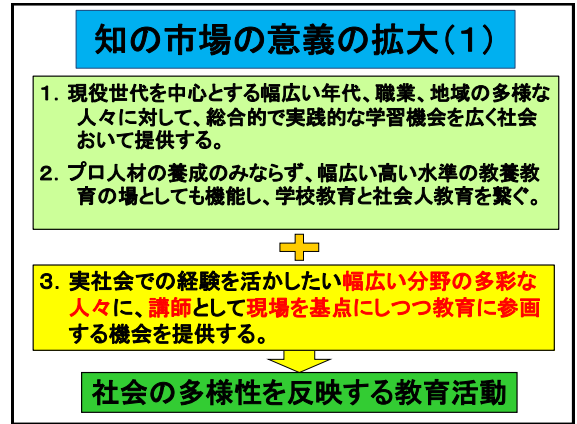 知の市場の意義の拡大(1)
1. 現役世代を中心とする幅広い年代、職業、地域の多様な
人々に対して、総合的で実践的な学習機会を広く社会
おいて提供する。
2. プロ人材の養成のみならず、幅広い高い水準の教養教
育の場としても機能し、学校教育と社会人教育を繋ぐ。
3. 実社会での経験を活かしたい幅広い分野の多彩な
人々に、講師として現場を基点にしつつ教育に参画
する機会を提供する。
社会の多様性を反映する教育活動